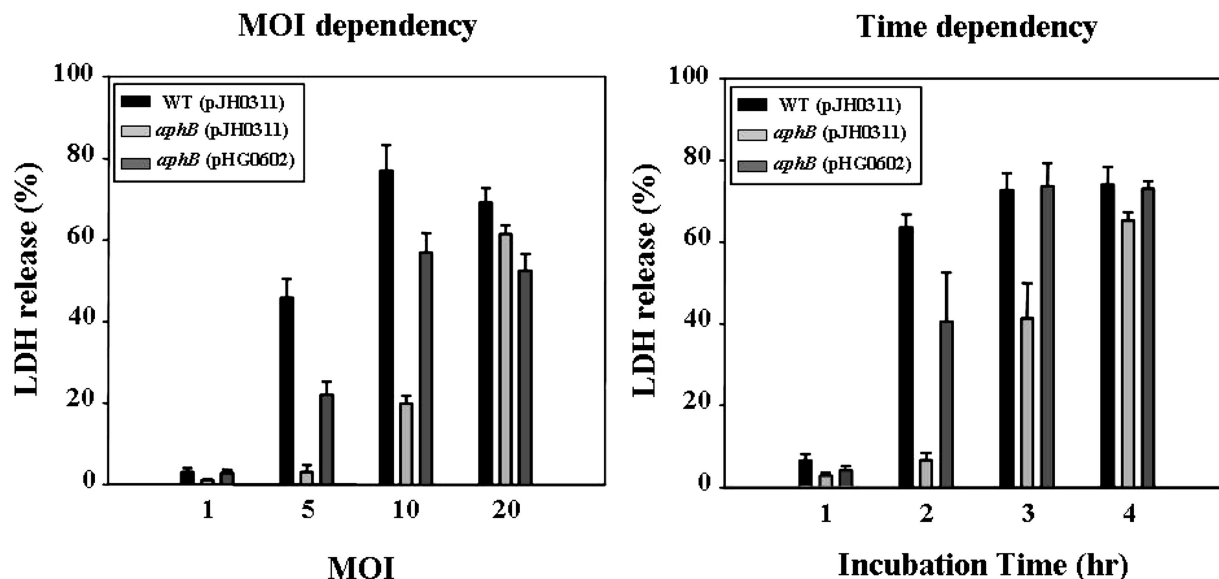 MOI dependency
LDH release (%)
100
80
60
40
20
0
WT (pJH0311)
aphB (pJH0311)
aphB (pHG0602)
1 5 10 20
MOI
Time dependency
LDH release (%)
100
80
60
40
20
0
WT (pJH0311)
aphB (pJH0311)
aphB (pHG0602)
1 2 3 4
Incubation Time (hr)